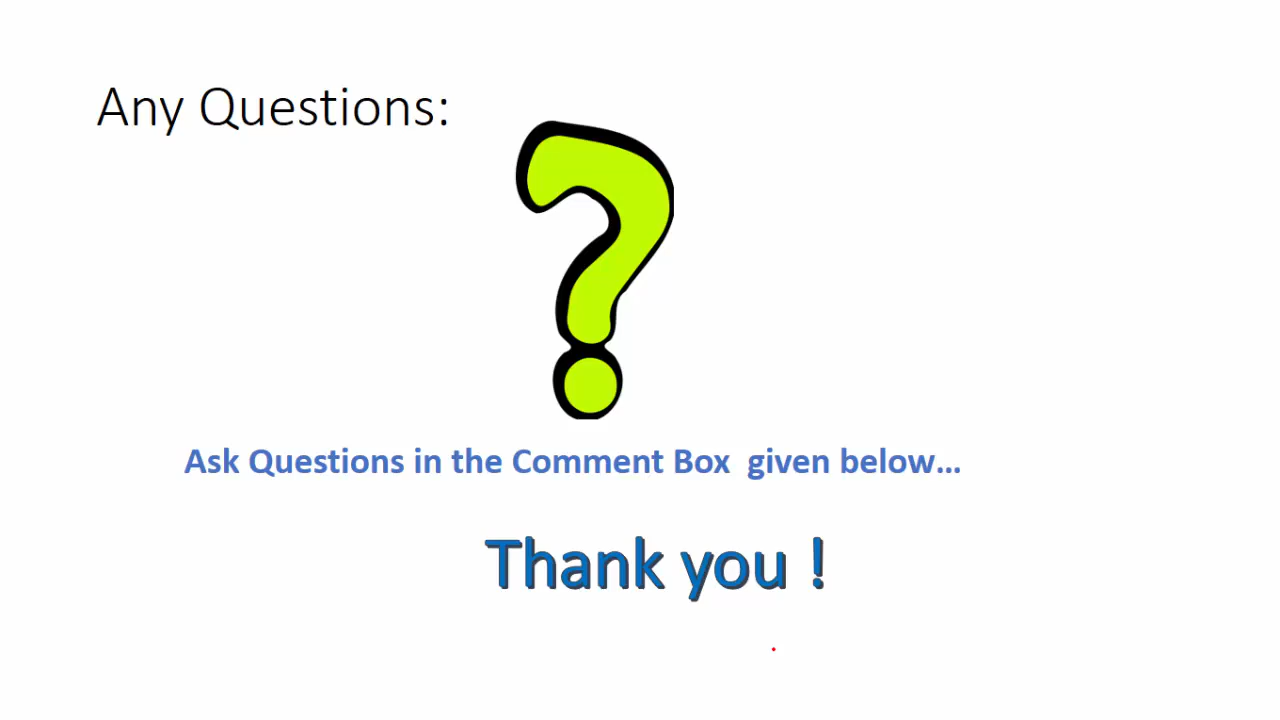 Any Questions:
Ask Questions in the Comment Box  given below...
Thank you !